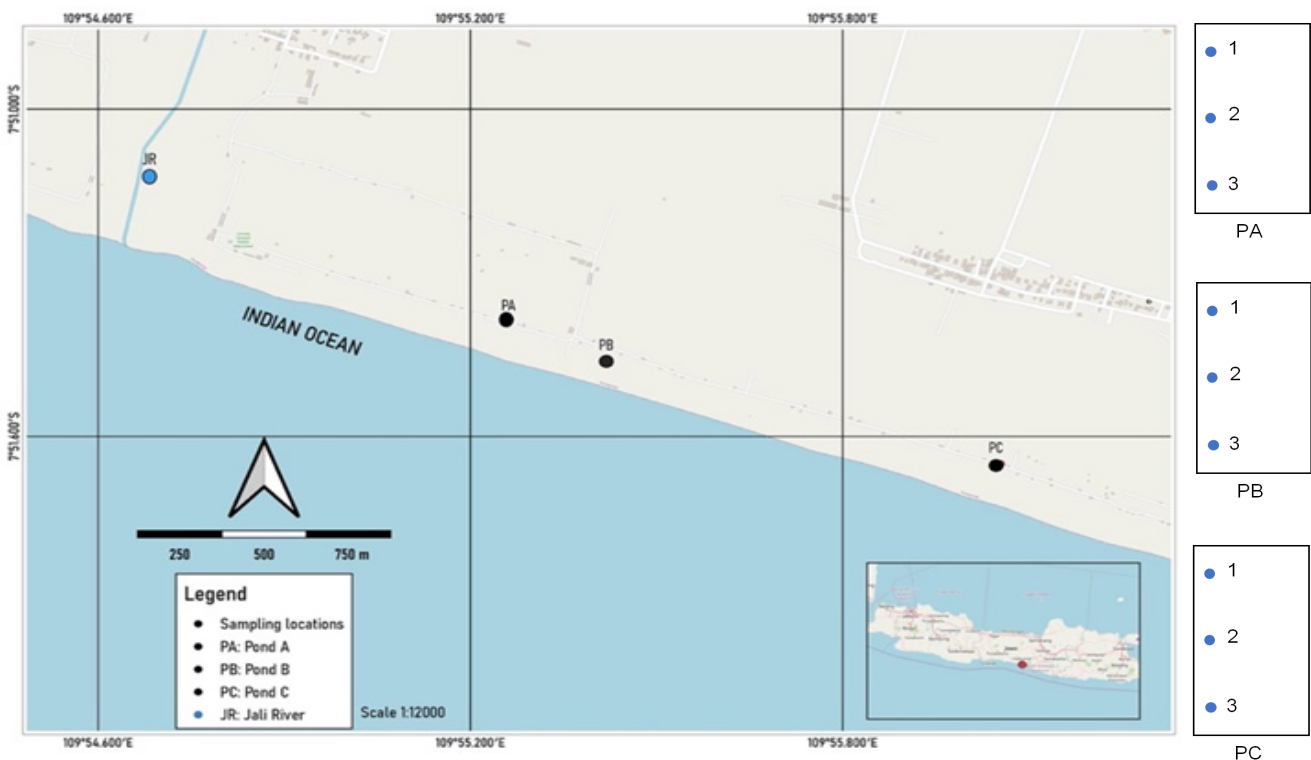 109°54.600'E 109°55.200'E 109°55.800'E
7°51.000'S
JR
PA
INDIAN OCEAN
PB
7°51.600'S
PC
250 500 750 m
Legend
Sampling locations
PA: Pond A
PB: Pond B
PC: Pond C
JR: Jali River
Scale 1:12000
109°54.600'E 109°55.200'E 109°55.800'E
1
2
3
PA
1
2
3
PB
1
2
3
PC